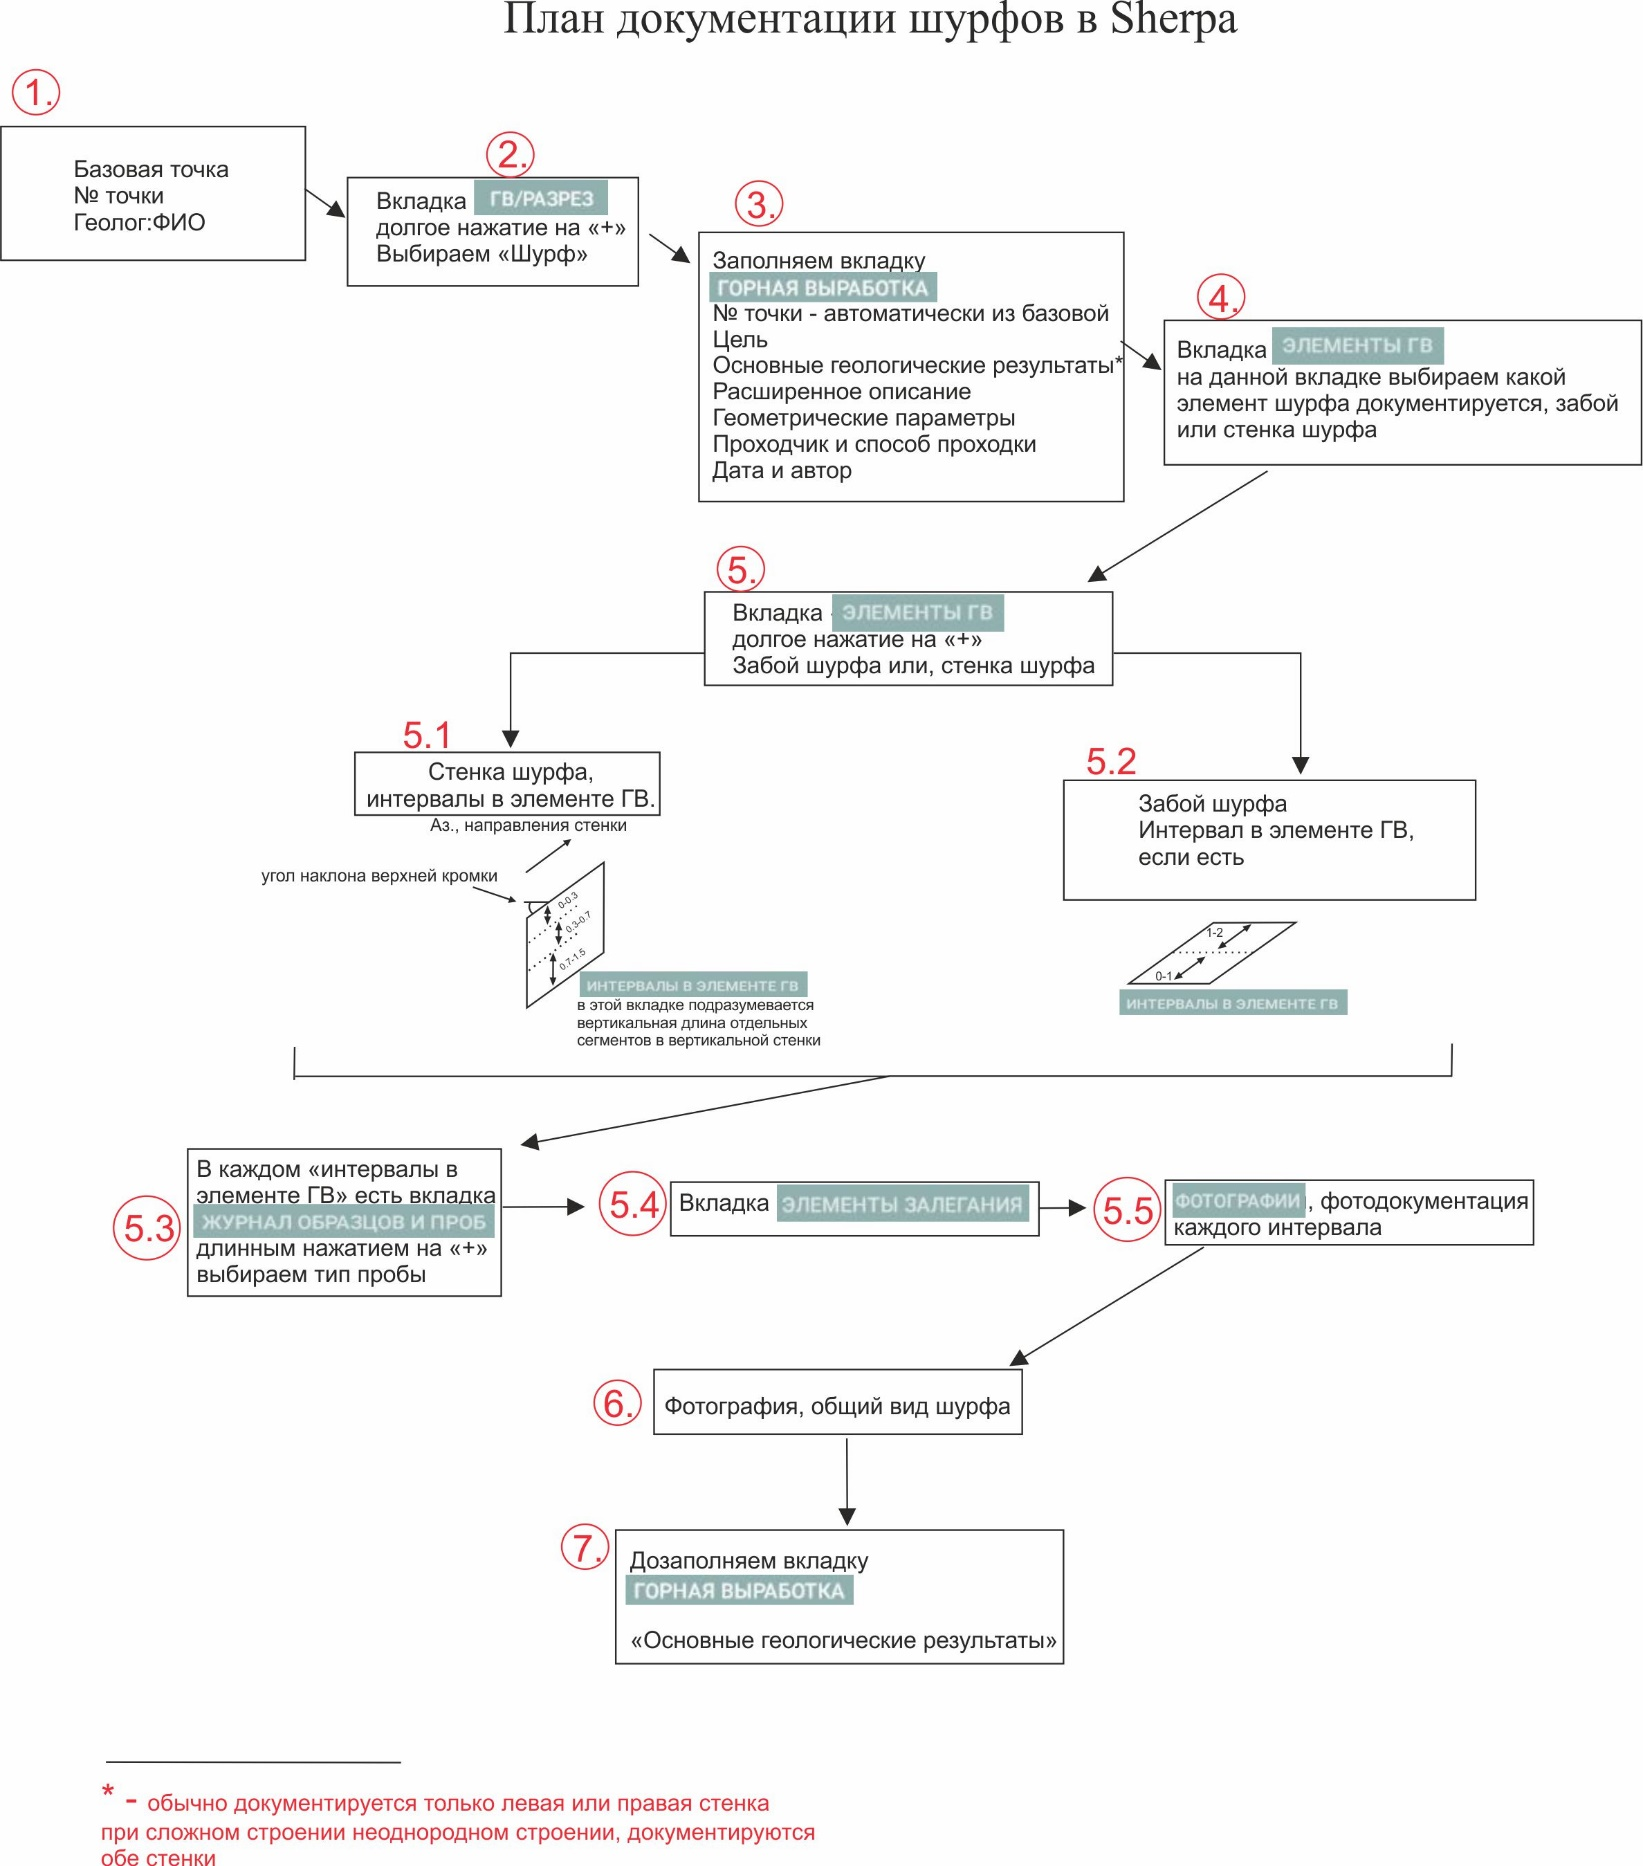 План документации шурфов в Sherpa
1.
Базовая точка
№ точки
Геолог:ФИО
2.
Вкладка ГВ/РАЗРЕЗ
долгое нажатие на «+»
Выбираем «Шурф»
3.
Заполняем вкладку
ГОРНАЯ ВЫРАБОТКА
№ точки - автоматически из базовой
Цель
Основные геологические результаты*
Расширенное описание
Геометрические параметры
Проходчик и способ проходки
Дата и автор
4.
Вкладка ЭЛЕМЕНТЫ ГВ
на данной вкладке выбираем какой
элемент шурфа документируется, забой
или стенка шурфа
5.
Вкладка ЭЛЕМЕНТЫ ГВ
долгое нажатие на «+»
Забой шурфа или, стенка шурфа
5.1
Стенка шурфа,
интервалы в элементе ГВ.
Аз., направления стенки
угол наклона верхней кромки
0-0.3
0.3-0.7
0.7-1.5
ИНТЕРВАЛЫ В ЭЛЕМЕНТЕ ГВ
в этой вкладке подразумевается
вертикальная длина отдельных
сегментов в вертикальной стенки
5.2
Забой шурфа
Интервал в элементе ГВ,
если есть
1-2
0-1
ИНТЕРВАЛЫ В ЭЛЕМЕНТЕ ГВ
5.3
В каждом «интервалы в
элементе ГВ» есть вкладка
ЖУРНАЛ ОБРАЗЦОВ И ПРОБ
длинным нажатием на «+»
выбираем тип пробы
5.4
Вкладка ЭЛЕМЕНТЫ ЗАЛЕГАНИЯ
5.5
ФОТОГРАФИИ, фотодокументация
каждого интервала
6.
Фотография, общий вид шурфа
7.
Дозаполняем вкладку
ГОРНАЯ ВЫРАБОТКА
«Основные геологические результаты»
* - обычно документируется только левая или правая стенка
при сложном строении неоднородном строении, документируются
обе стенки